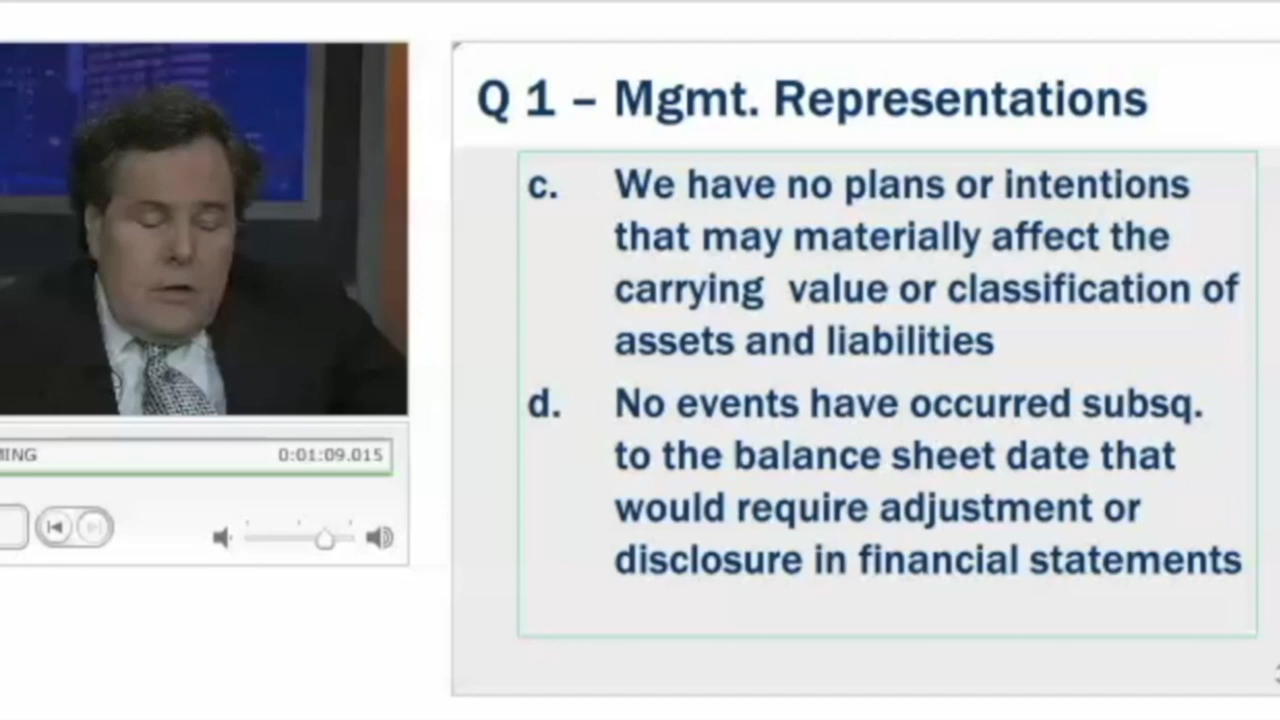 Q 1 – Mgmt. Representations
c. We have no plans or intentions
that may materially affect the
carrying value or classification of
assets and liabilities
d. No events have occurred subsq.
to the balance sheet date that
would require adjustment or
disclosure in financial statements
MING 0:01:09.015